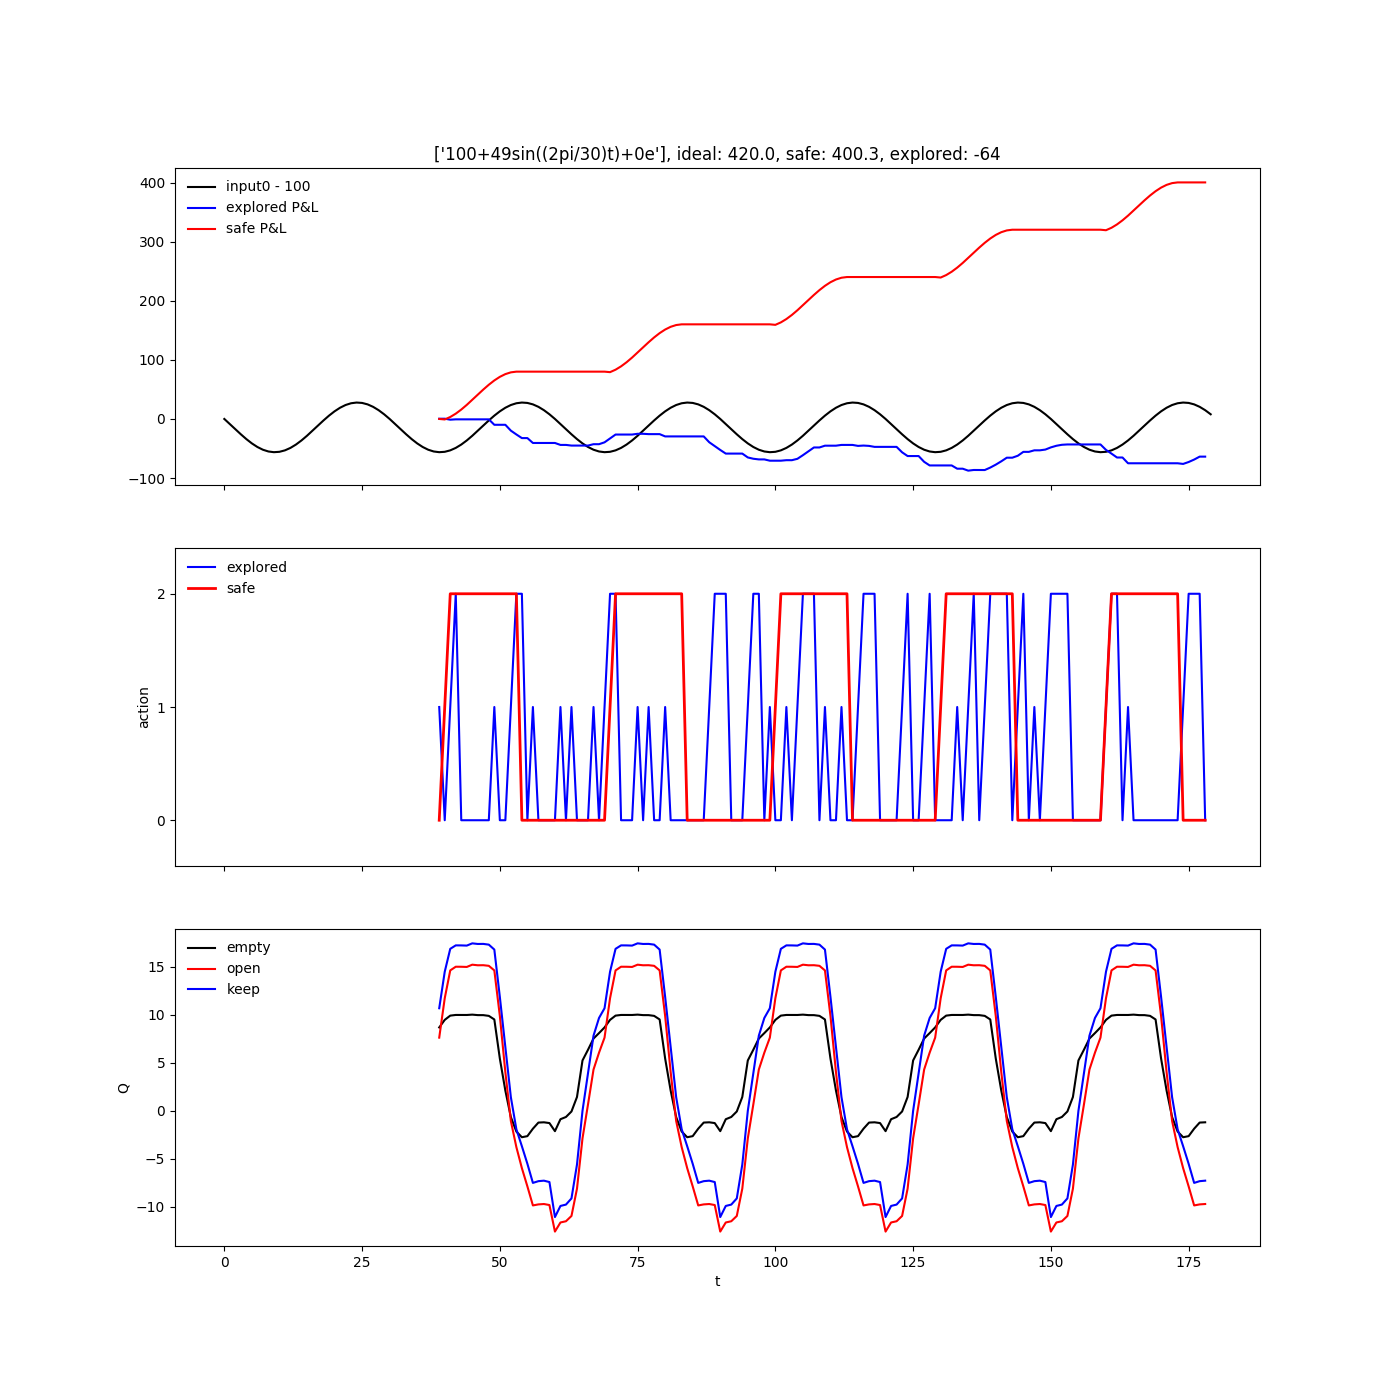 ['100+49sin((2pi/30)t)+0e'], ideal: 420.0, safe: 400.3, explored: -64
400
300
200
100
0
−100
input0 - 100
explored P&L
safe P&L
action
2
1
0
explored
safe
Q
15
10
5
0
−5
−10
empty
open
keep
0 25 50 75 100 125 150 175
t